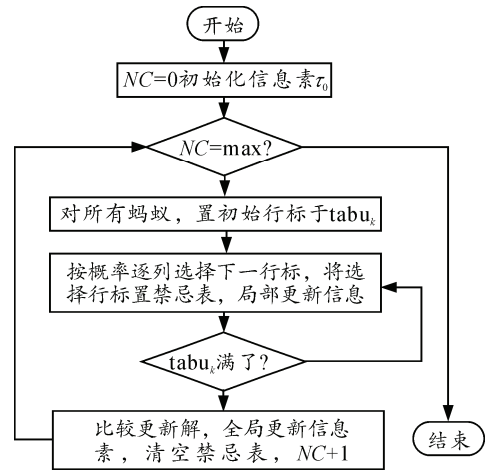 开始
NC=0初始化信息素τ₀
NC=max?
对所有蚂蚁，置初始行标于tabuₖ
按概率逐列选择下一行标，将选
择行标置禁忌表，局部更新信息
tabuₖ满了?
比较更新解，全局更新信息
素，清空禁忌表，NC+1
结束